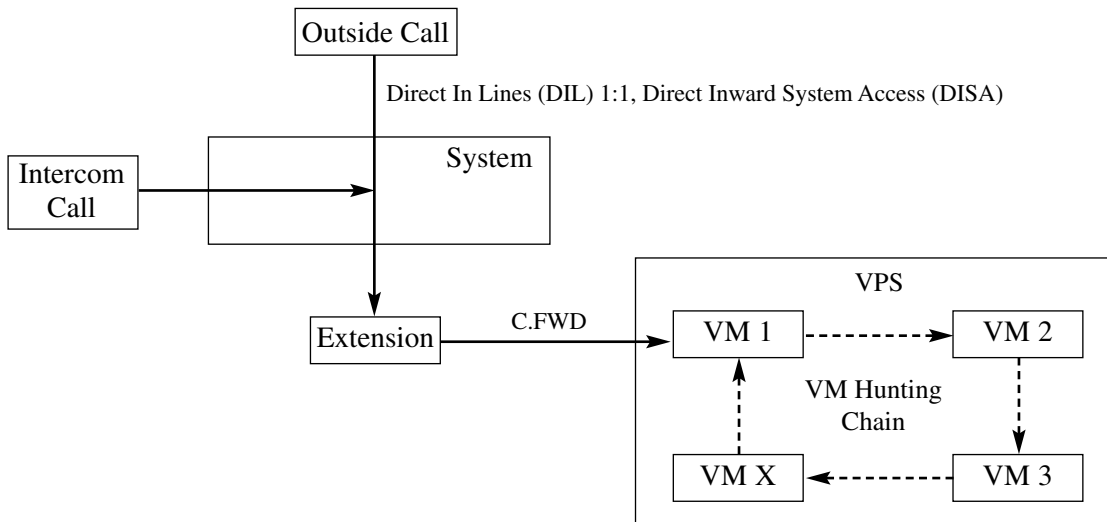 Outside Call
Direct In Lines (DIL) 1:1, Direct Inward System Access (DISA)
System
Intercom
Call
VPS
Extension
C.FWD
VM 1
VM 2
VM Hunting
Chain
VM X
VM 3